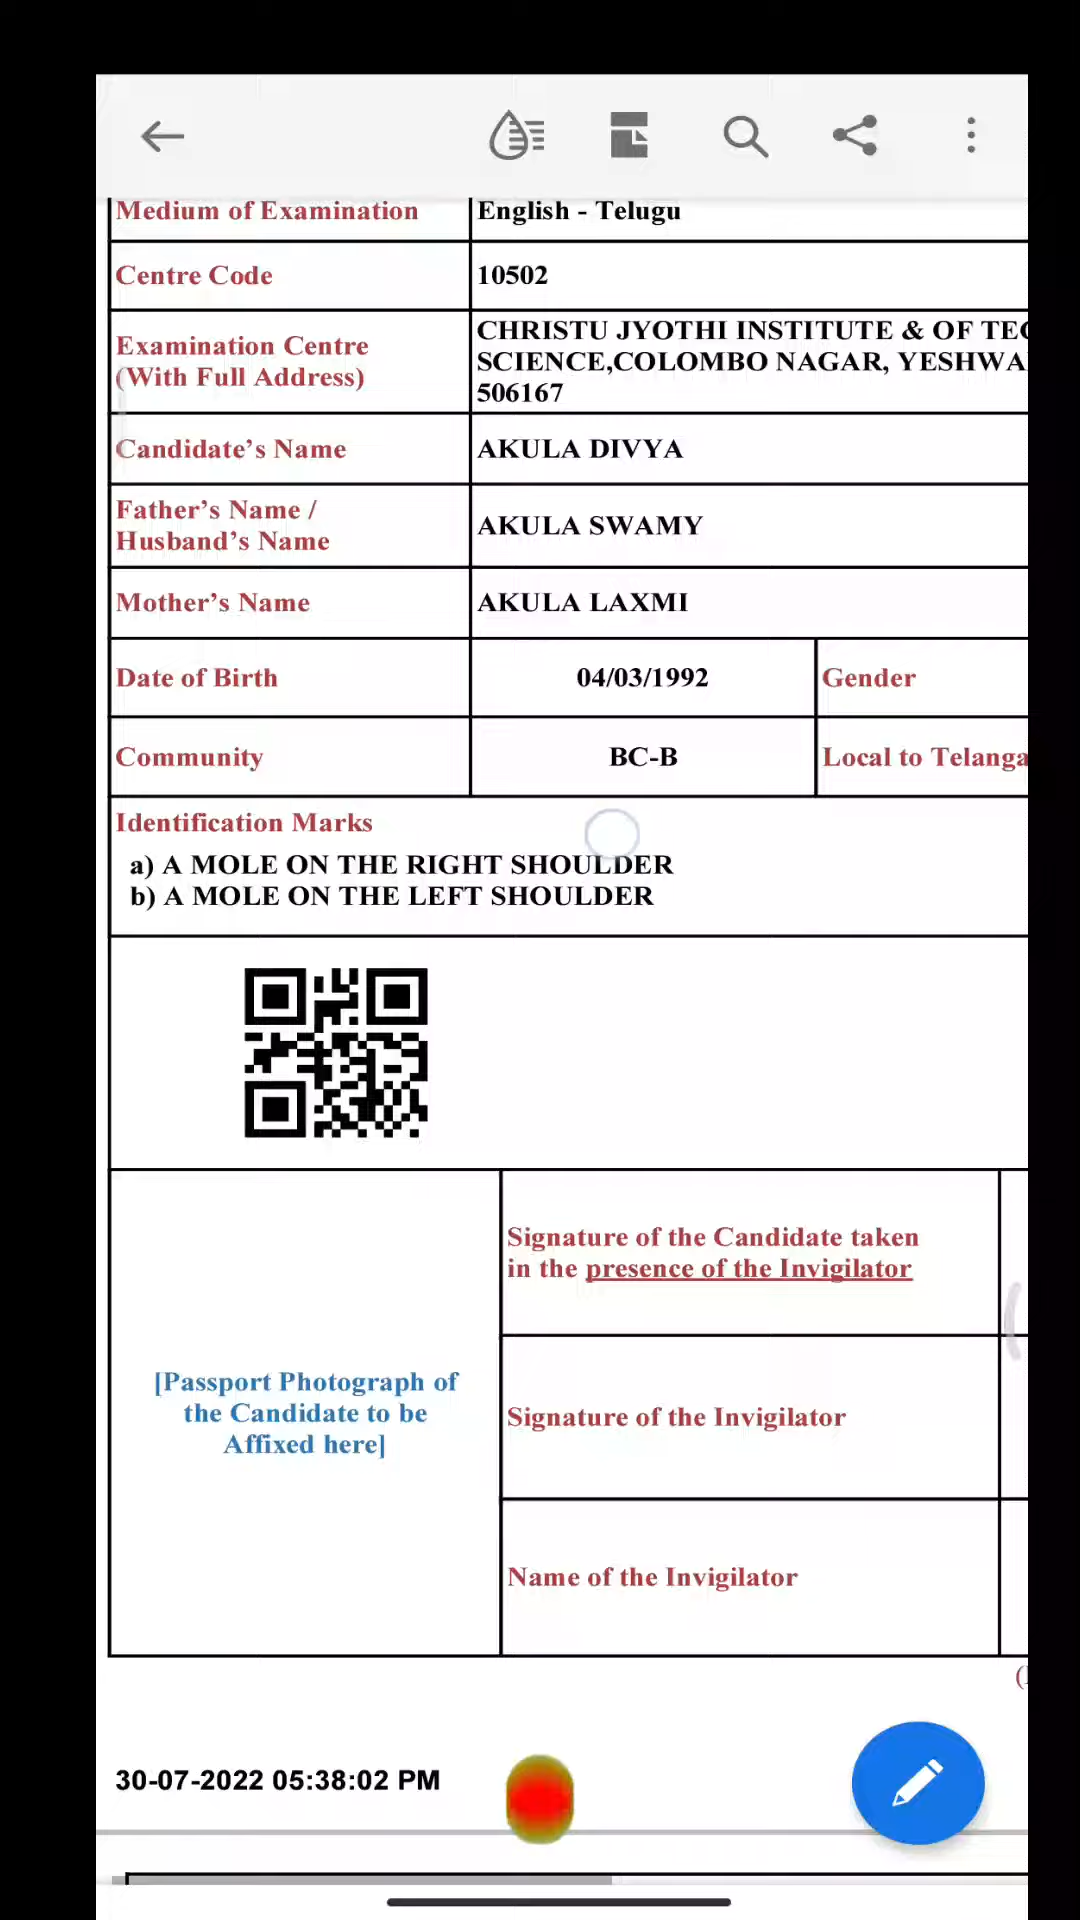 Medium of Examination English - Telugu
Centre Code 10502
Examination Centre
(With Full Address)
CHRISTU JYOTHI INSTITUTE & OF
SCIENCE,COLOMBO NAGAR,
506167
Candidate's Name AKULA DIVYA
Father's Name /
Husband's Name
AKULA SWAMY
Mother's Name AKULA LAXMI
Date of Birth 04/03/1992 Gender
Community BC-B Local to
Identification Marks
a) A MOLE ON THE RIGHT SHOULDER
b) A MOLE ON THE LEFT SHOULDER
Signature of the Candidate taken
in the presence of the Invigilator
[Passport Photograph of
the Candidate to be
Affixed here]
Signature of the Invigilator
Name of the Invigilator
30-07-2022 05:38:02 PM